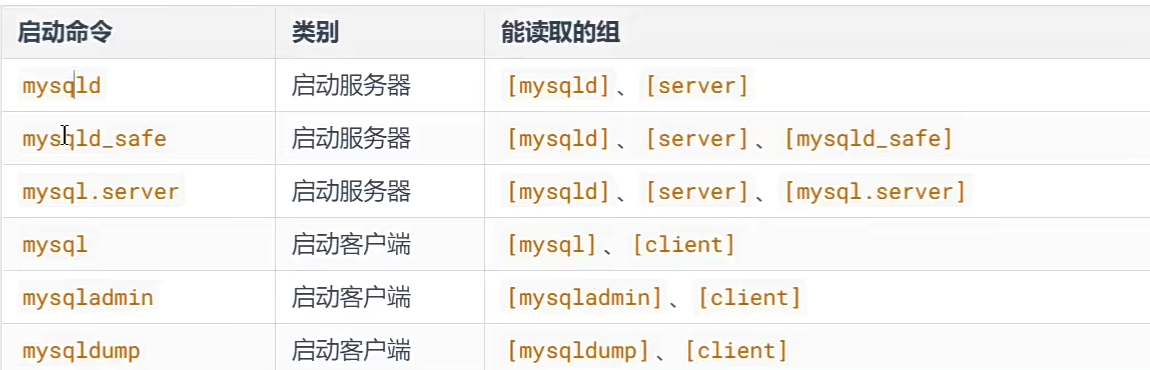 启动命令 类别 能读取的组
mysqld 启动服务器 [mysqld]、[server]
mysqld_safe 启动服务器 [mysqld]、[server]、[mysqld_safe]
mysql.server 启动服务器 [mysqld]、[server]、[mysql.server]
mysql 启动客户端 [mysql]、[client]
mysqladmin 启动客户端 [mysqladmin]、[client]
mysqldump 启动客户端 [mysqldump]、[client]